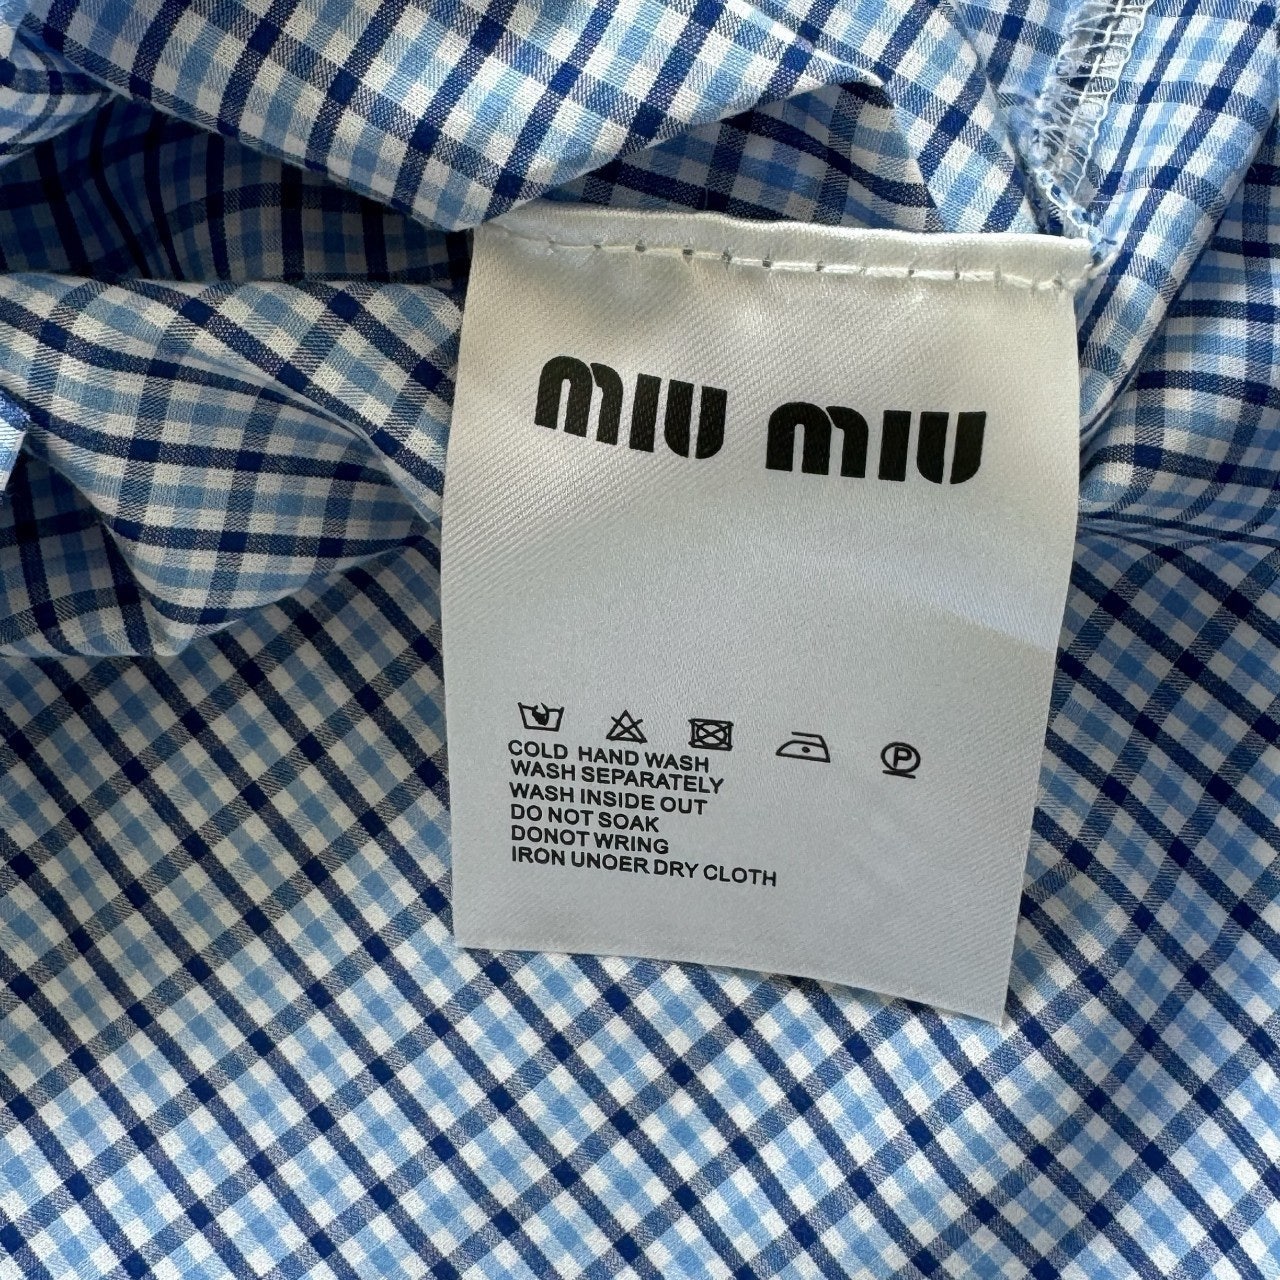 MIU MIU
P
COLD HAND WASH
WASH SEPARATELY
WASH INSIDE OUT
DO NOT SOAK
DONOT WRING
IRON UNOER DRY CLOTH